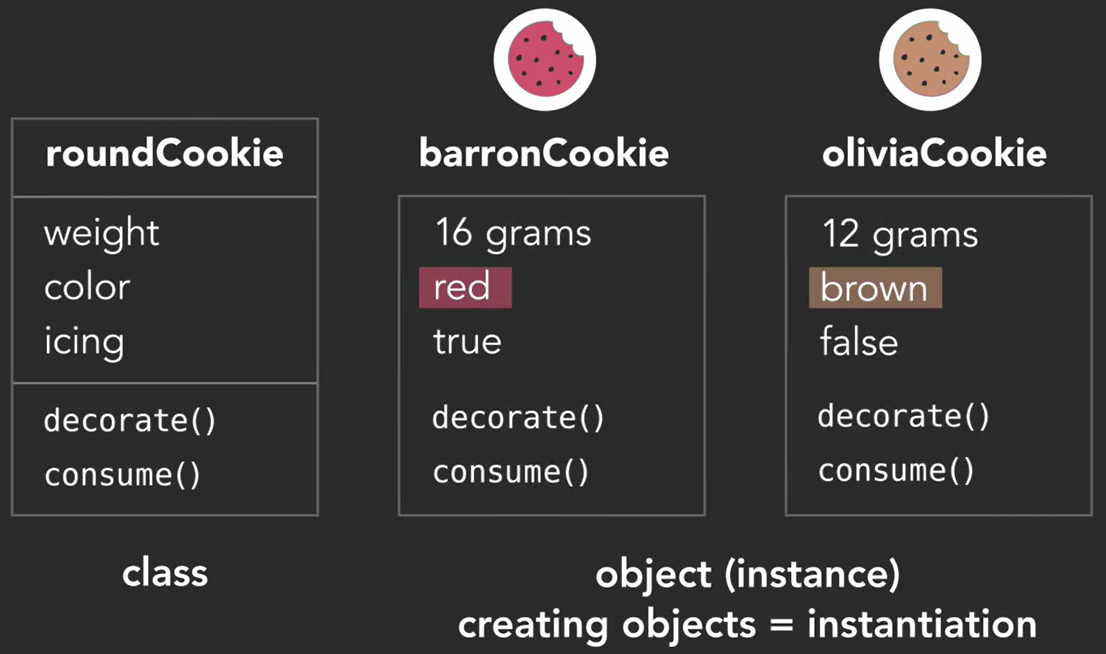 roundCookie
weight
color
icing
decorate()
consume()
class
barronCookie
16 grams
red
true
decorate()
consume()
oliviaCookie
12 grams
brown
false
decorate()
consume()
object (instance)
creating objects = instantiation